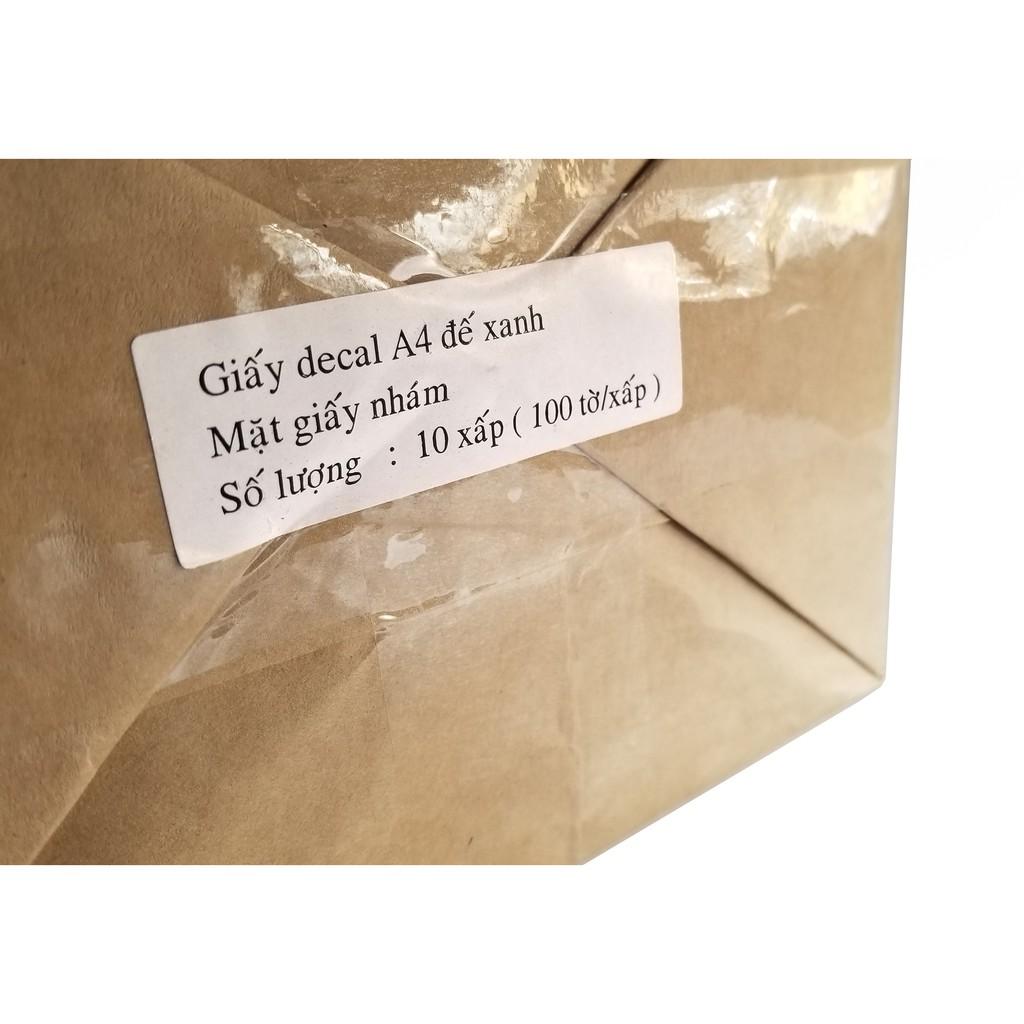 Giấy decal A4 đế xanh
Mặt giấy nhám
Số lượng : 10 xấp ( 100 tờ/xấp )